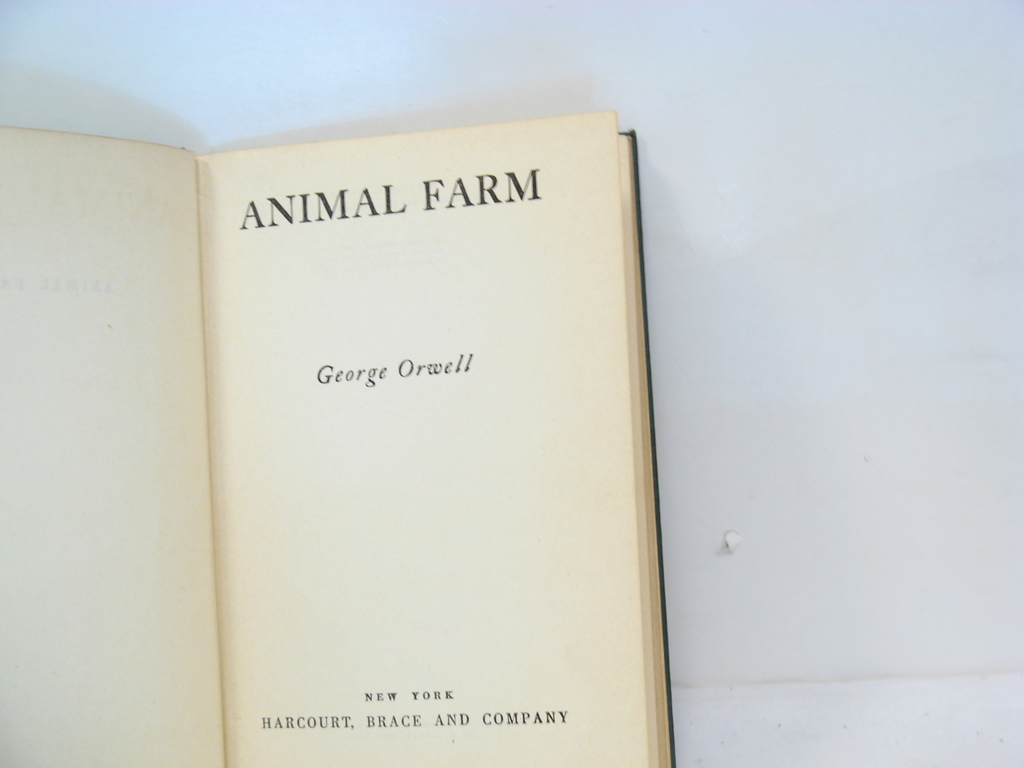 ANIMAL FARM
George Orwell
NEW YORK
HARCOURT, BRACE AND COMPANY